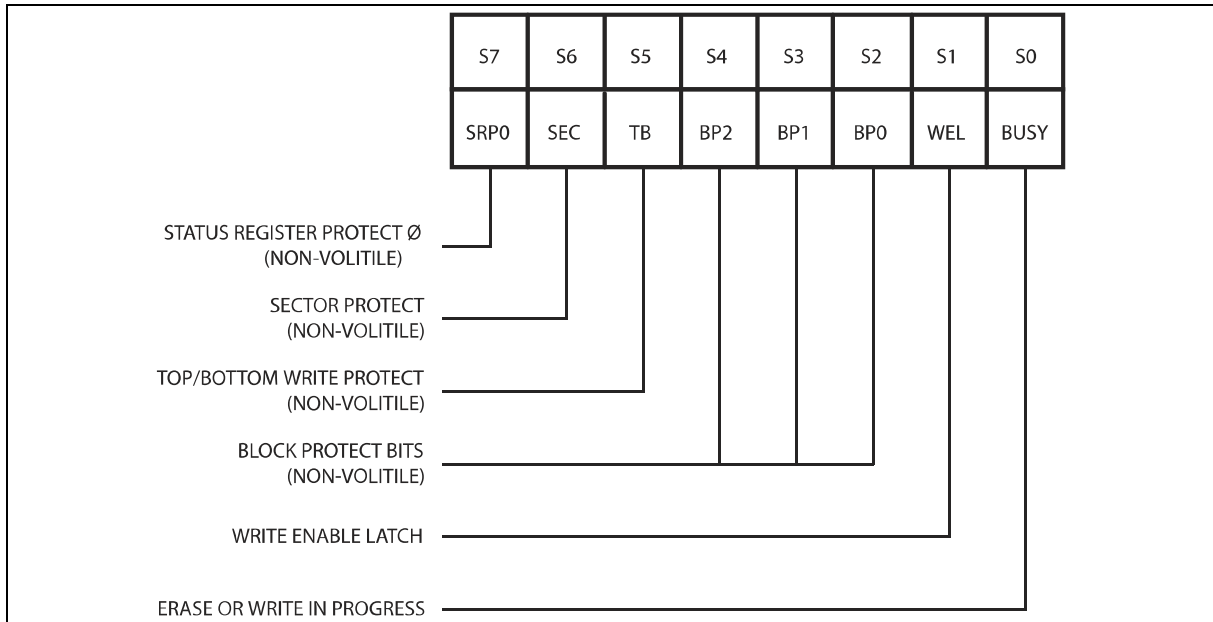 S7 S6 S5 S4 S3 S2 S1 S0
SRP0 SEC TB BP2 BP1 BP0 WEL BUSY
STATUS REGISTER PROTECT Ø
(NON-VOLITILE)
SECTOR PROTECT
(NON-VOLITILE)
TOP/BOTTOM WRITE PROTECT
(NON-VOLITILE)
BLOCK PROTECT BITS
(NON-VOLITILE)
WRITE ENABLE LATCH
ERASE OR WRITE IN PROGRESS